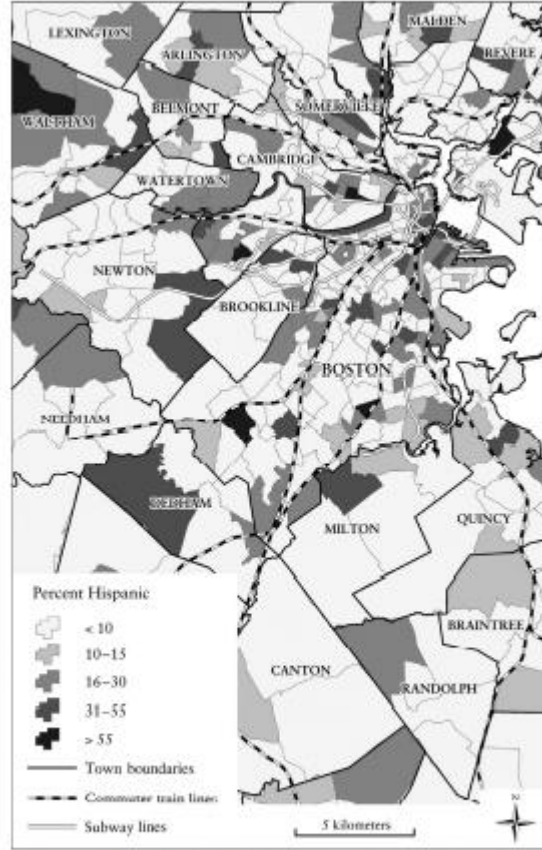 LEXINGTON
MALDEN
ARLINGTON
REVERE
BELMONT
SOMERVILLE
WALTHAM
CAMBRIDGE
WATERTOWN
NEWTON
BROOKLINE
BOSTON
NEEDHAM
DEDHAM
MILTON
QUINCY
BRAINTREE
CANTON
RANDOLPH
Percent Hispanic
< 10
10–15
16–30
31–55
> 55
Town boundaries
Commuter train lines
Subway lines
5 kilometers
N